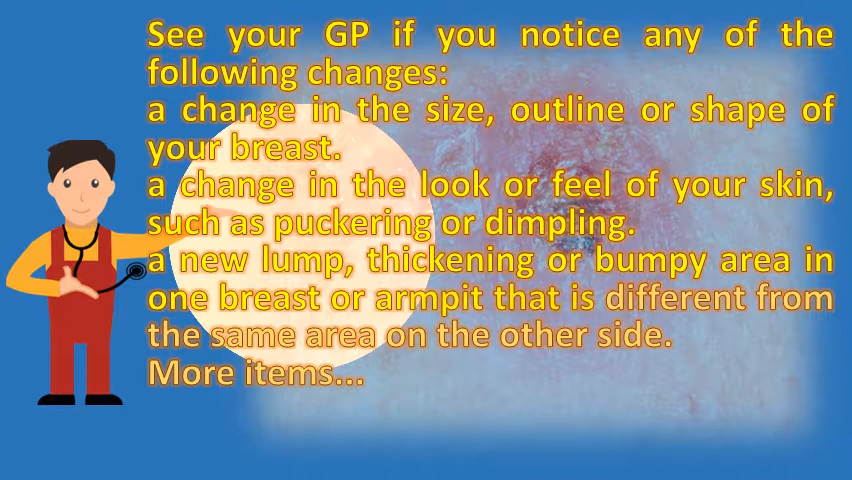 See your GP if you notice any of the
following changes:
a change in the size, outline or shape of
your breast.
a change in the look or feel of your skin,
such as puckering or dimpling.
a new lump, thickening or bumpy area in
one breast or armpit that is different from
the same area on the other side.
More items...